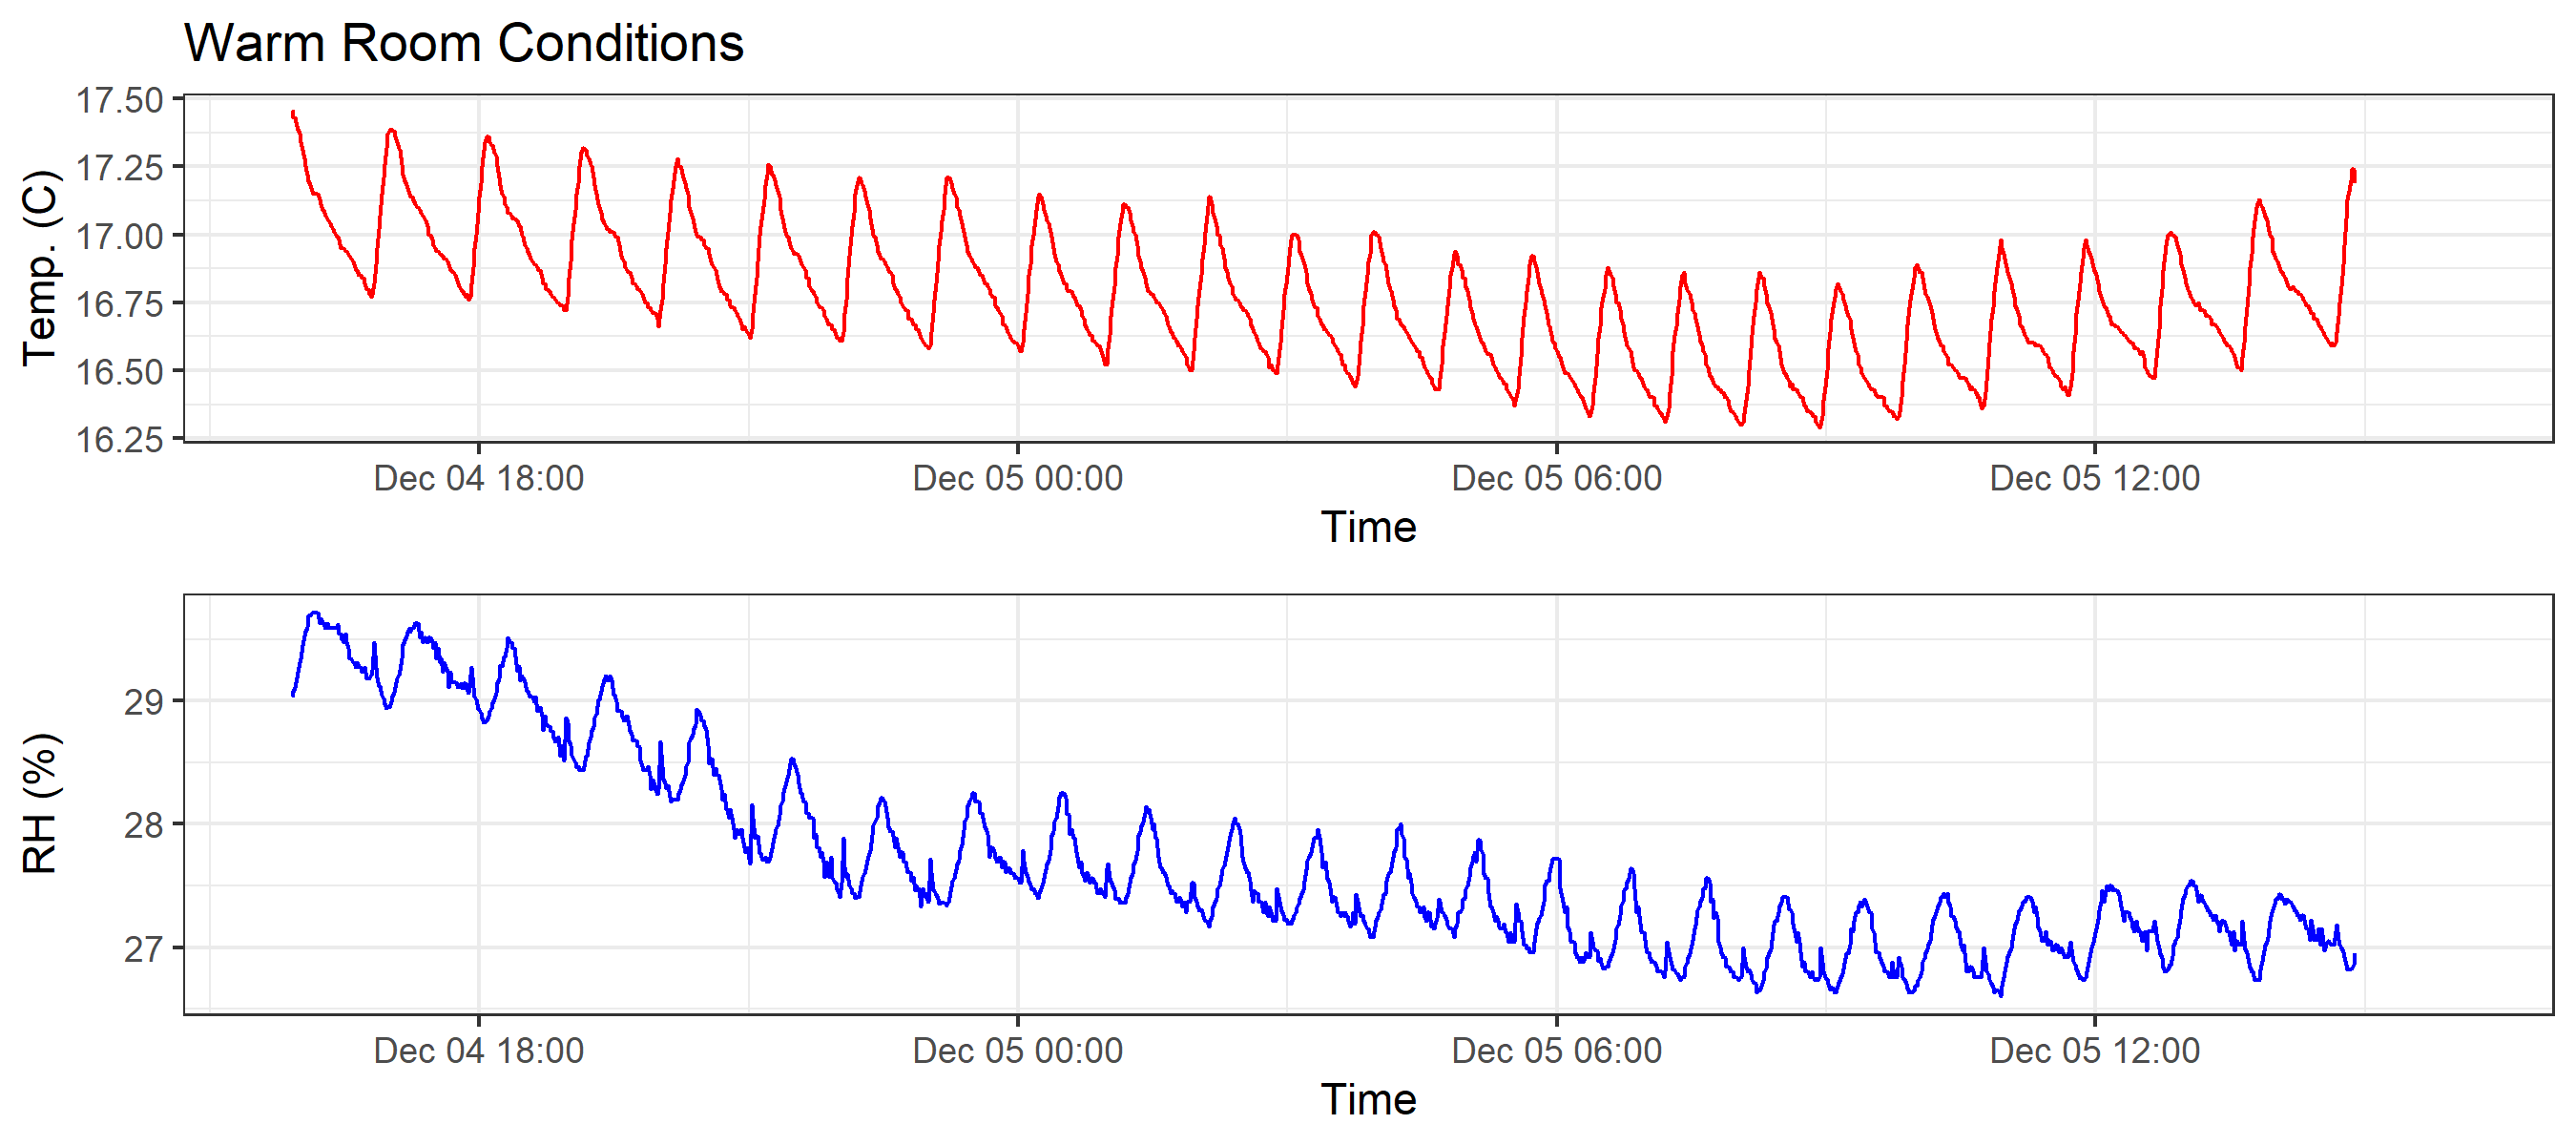 Warm Room Conditions
Temp. (C)
17.50
17.25
17.00
16.75
16.50
16.25
Dec 04 18:00 Dec 05 00:00 Dec 05 06:00 Dec 05 12:00
Time
RH (%)
29
28
27
Dec 04 18:00 Dec 05 00:00 Dec 05 06:00 Dec 05 12:00
Time